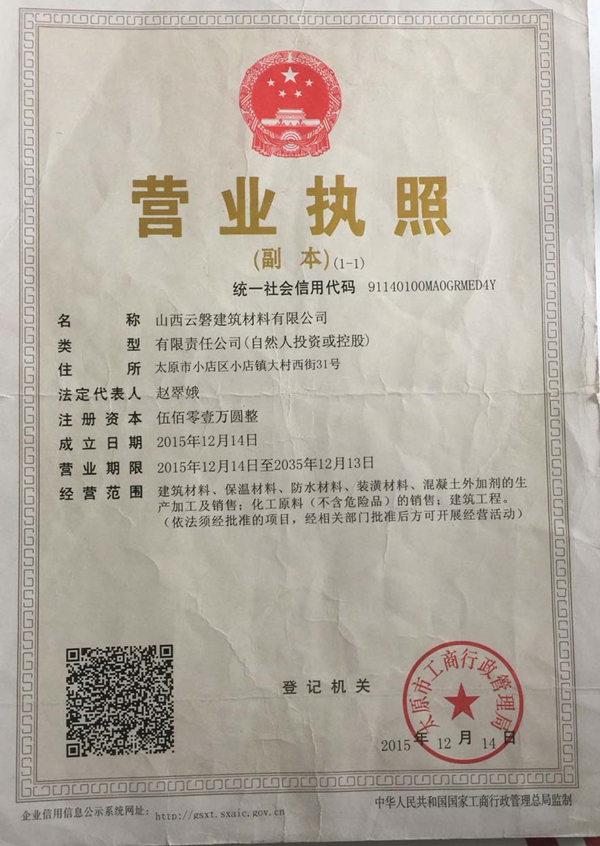 营业执照
(副 本)(1-1)
统一社会信用代码 91140100MA0GRMED4Y
名 称 山西云磐建筑材料有限公司
类 型 有限责任公司(自然人投资或控股)
住 所 太原市小店区小店镇大村西街31号
法定代表人 赵翠娥
注册资本 伍佰零壹万圆整
成立日期 2015年12月14日
营业期限 2015年12月14日至2035年12月13日
经营范围 建筑材料、保温材料、防水材料、装潢材料、混凝土外加剂的生
产加工及销售；化工原料（不含危险品）的销售；建筑工程。
（依法须经批准的项目，经相关部门批准后方可开展经营活动）
登记机关
太原市工商行政管理局
2015年 12 月 14 日
企业信用信息公示系统网址：http://gsxt.sxaic.gov.cn
中华人民共和国国家工商行政管理总局监制